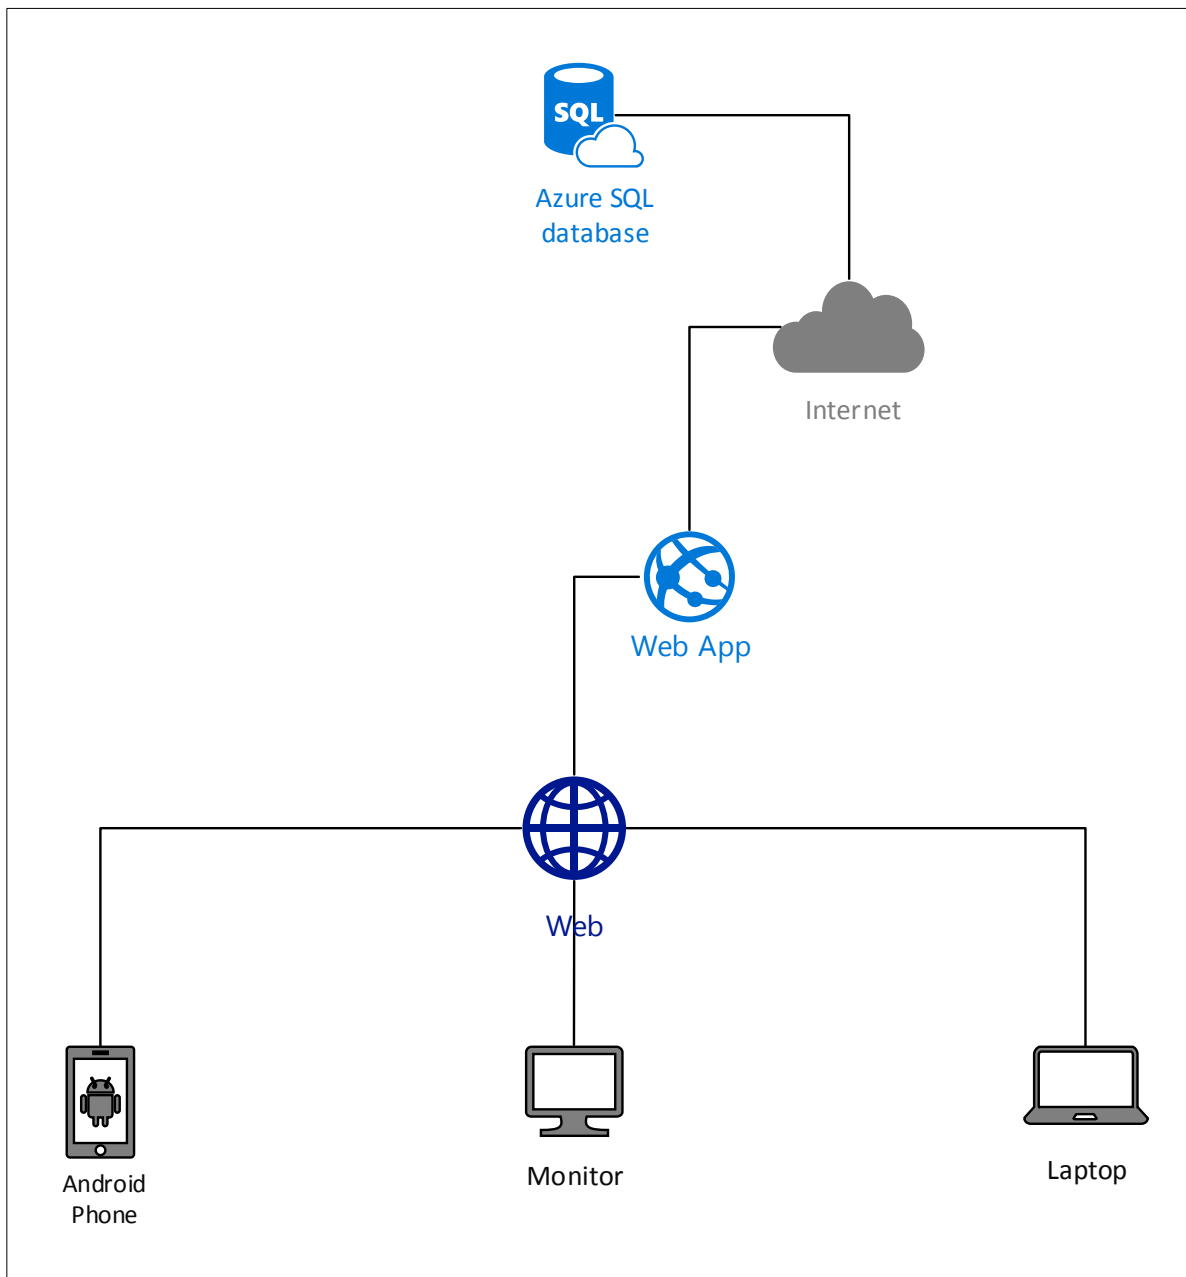 SQL
Azure SQL
database
Internet
Web App
Web
Android
Phone
Monitor
Laptop